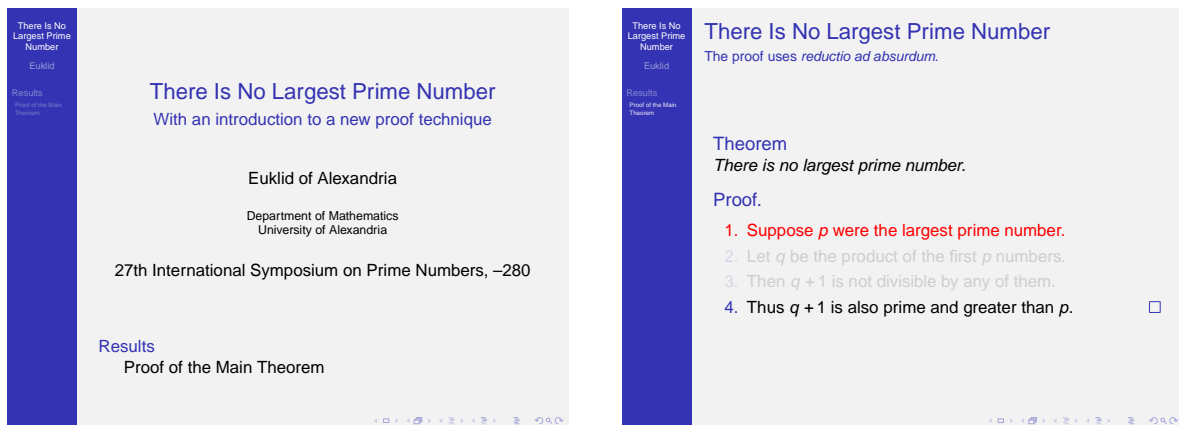 There Is No
Largest Prime
Number
Euklid
Results
Proof of the Main
Theorem
There Is No Largest Prime Number
With an introduction to a new proof technique
Euklid of Alexandria
Department of Mathematics
University of Alexandria
27th International Symposium on Prime Numbers, –280
Results
Proof of the Main Theorem
There Is No
Largest Prime
Number
Euklid
Results
Proof of the Main
Theorem
There Is No Largest Prime Number
The proof uses reductio ad absurdum.
Theorem
There is no largest prime number.
Proof.
1. Suppose p were the largest prime number.
2. Let q be the product of the first p numbers.
3. Then q + 1 is not divisible by any of them.
4. Thus q + 1 is also prime and greater than p. □